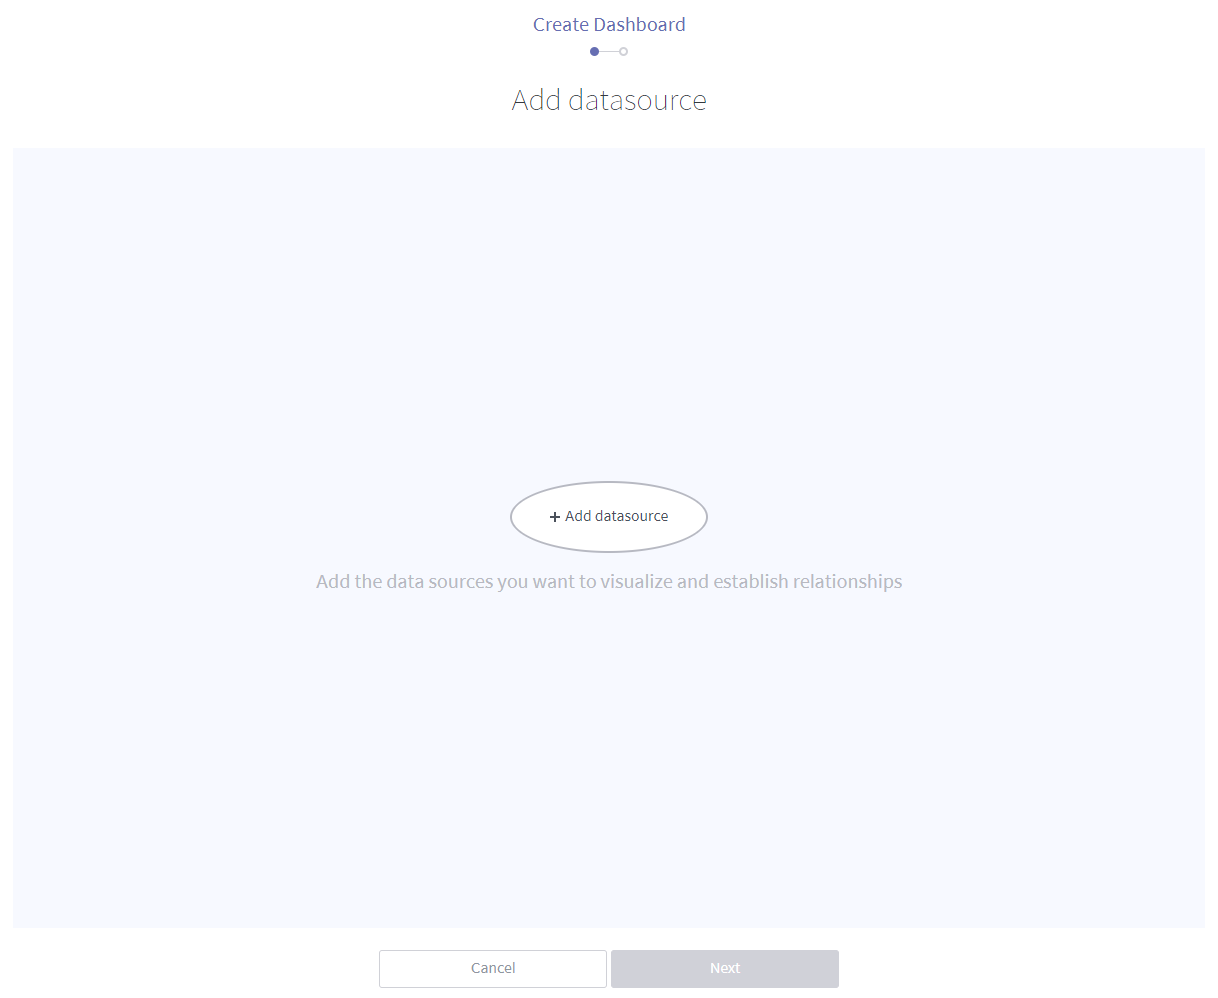 Create Dashboard
Add datasource
+ Add datasource
Add the data sources you want to visualize and establish relationships
Cancel
Next